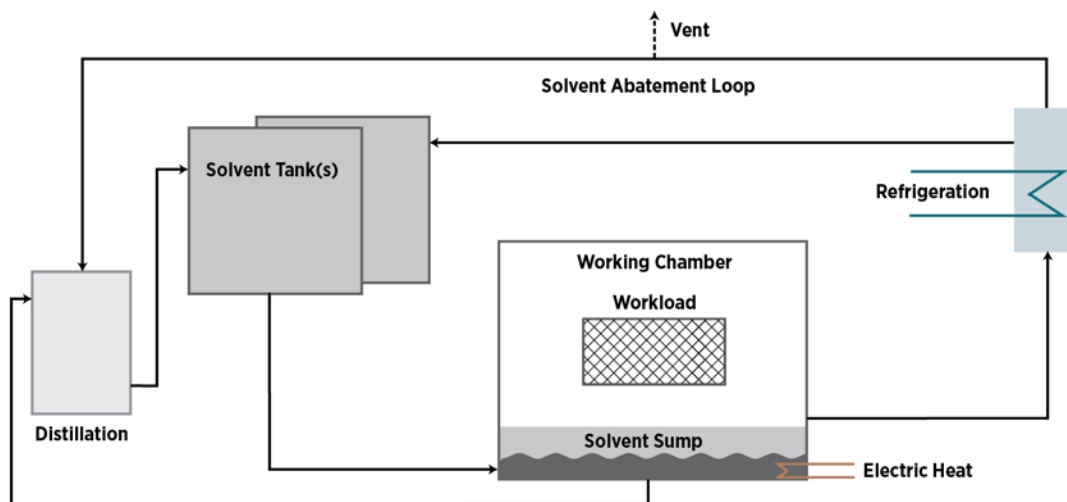 Vent
Solvent Abatement Loop
Solvent Tank(s)
Refrigeration
Working Chamber
Workload
Distillation
Solvent Sump
Electric Heat